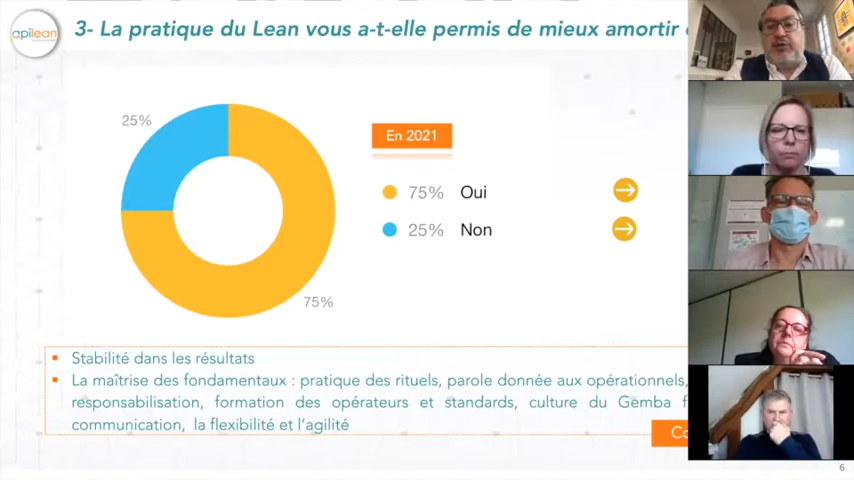 apilean
3- La pratique du Lean vous a-t-elle permis de mieux amortir
25%
En 2021
75% Oui
25% Non
75%
Stabilité dans les résultats
La maîtrise des fondamentaux : pratique des rituels, parole donnée aux opérationnels,
responsabilisation, formation des opérateurs et standards, culture du Gemba
communication, la flexibilité et l'agilité
6